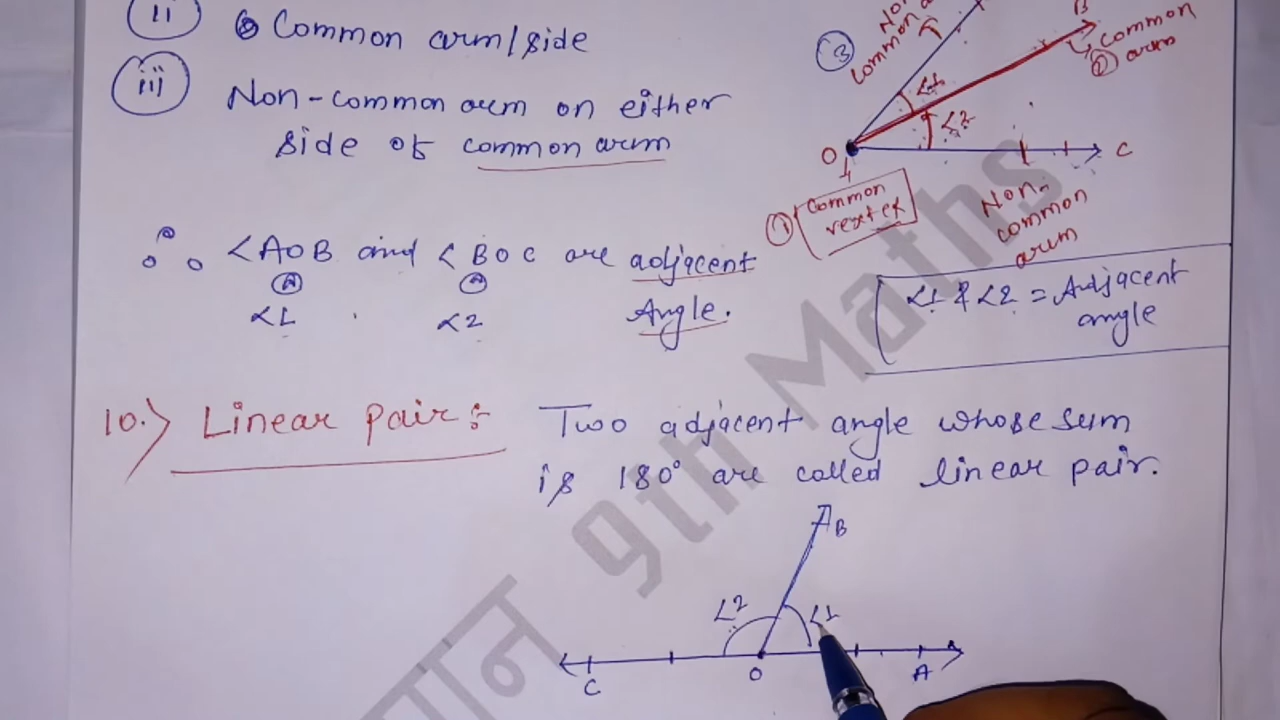 ii) Common arm/side
iii) Non-common arm on either
side of common arm
∴ ∠AOB and ∠BOC are adjacent
∠1 ∠2 Angle.
③ Non
common a
B
② common
arm
∠1
∠2
O
C
① Common
vertex
Non-
common
arm
∠1 & ∠2 = Adjacent
angle
10.) Linear pair :- Two adjacent angle whose sum
is 180° are called linear pair.
B
∠2 ∠1
C O A
9th Maths